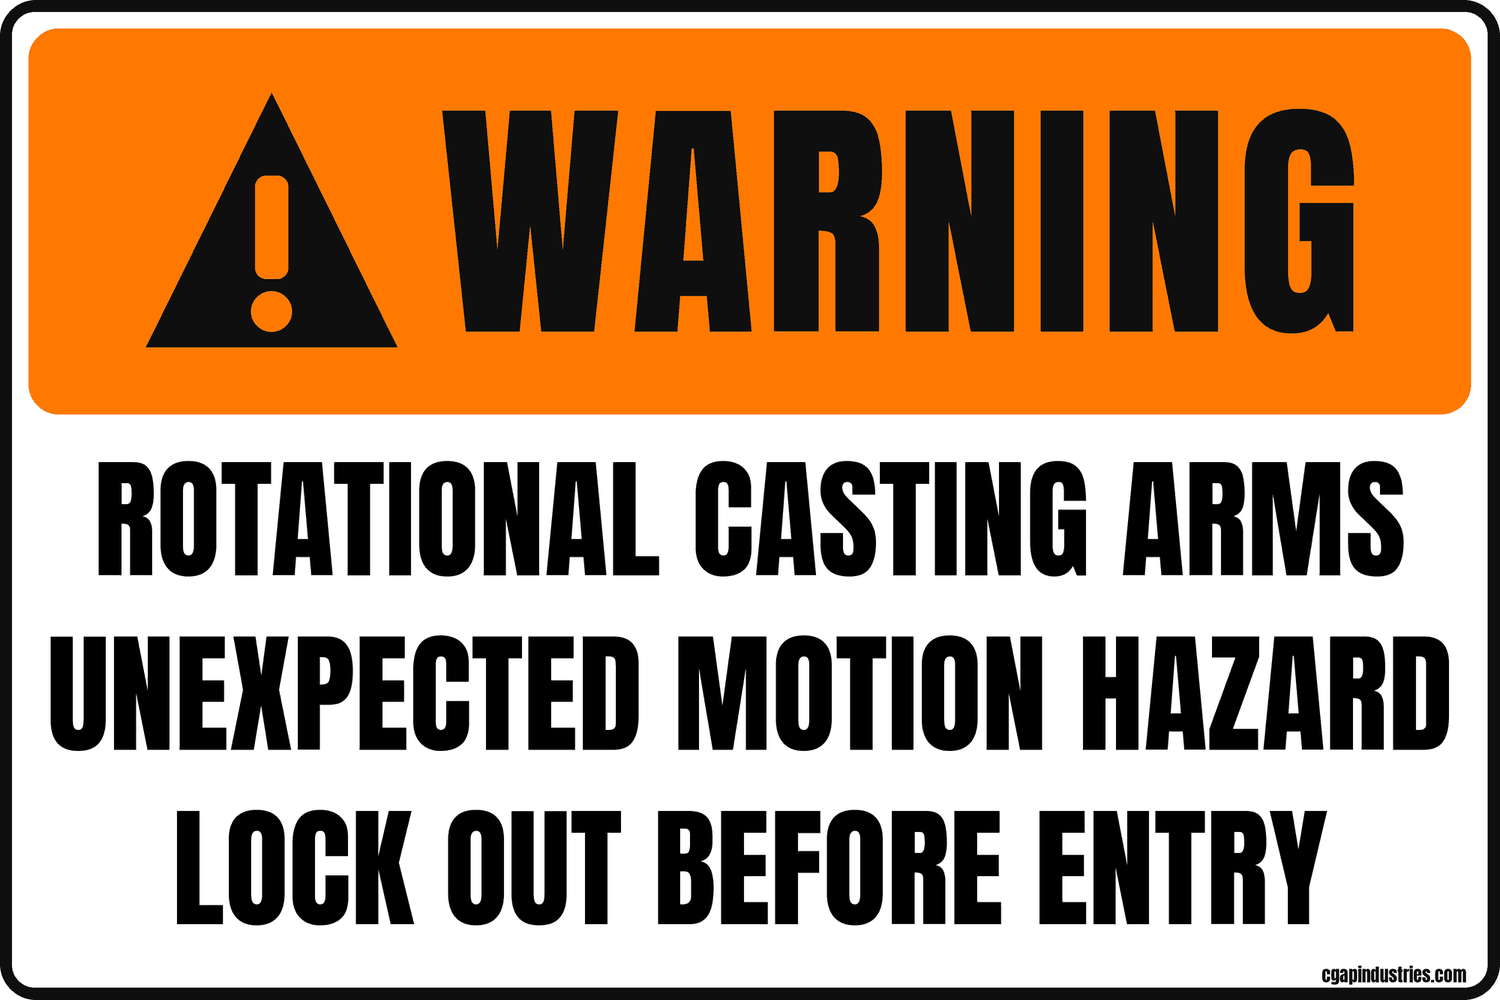 WARNING
ROTATIONAL CASTING ARMS
UNEXPECTED MOTION HAZARD
LOCK OUT BEFORE ENTRY
cgapindustries.com